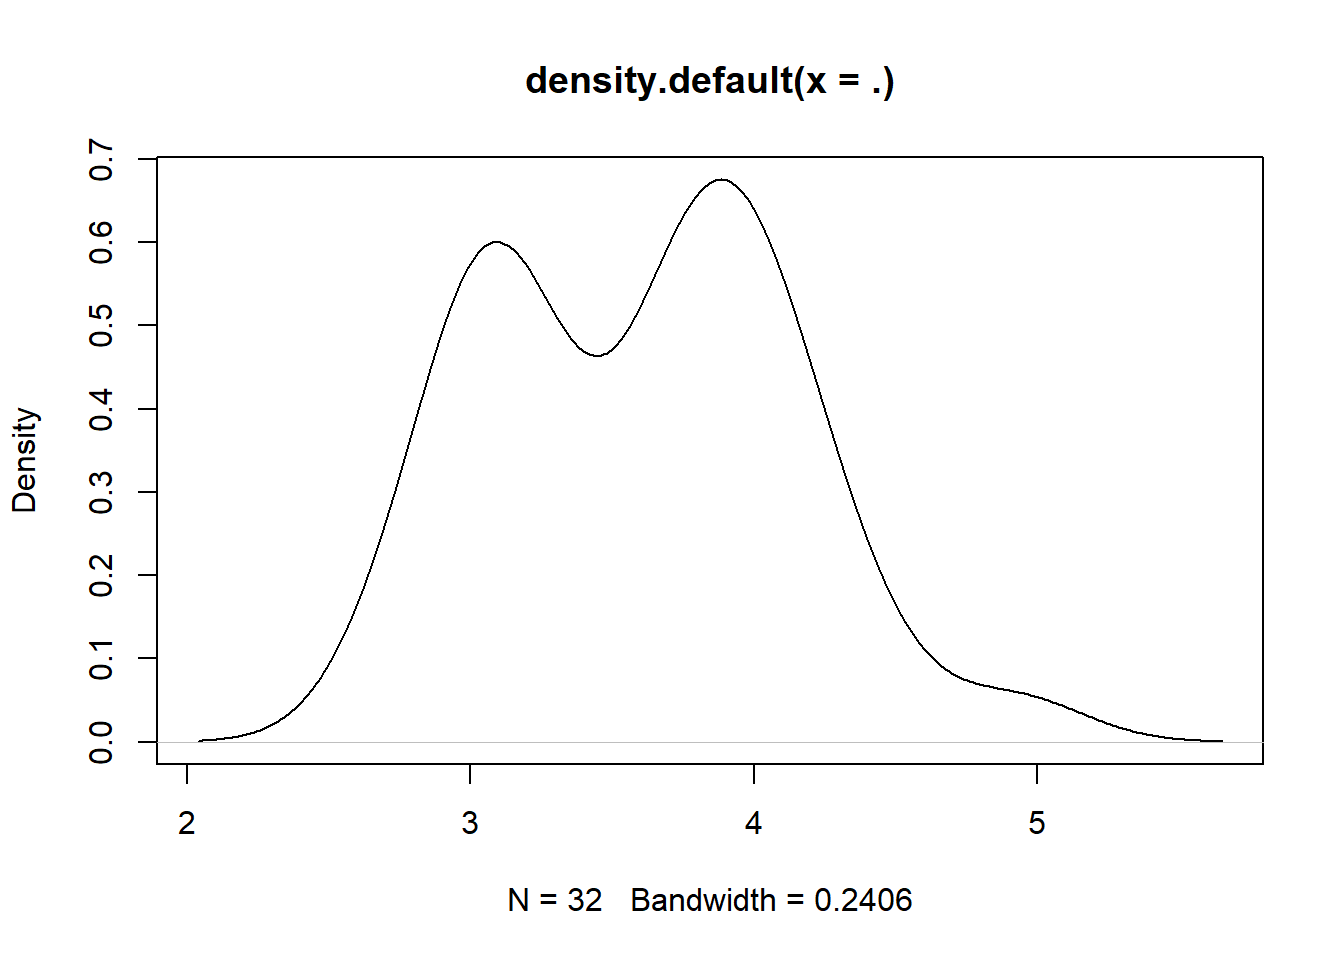 density.default(x = .)
Density
0.7
0.6
0.5
0.4
0.3
0.2
0.1
0.0
2 3 4 5
N = 32 Bandwidth = 0.2406